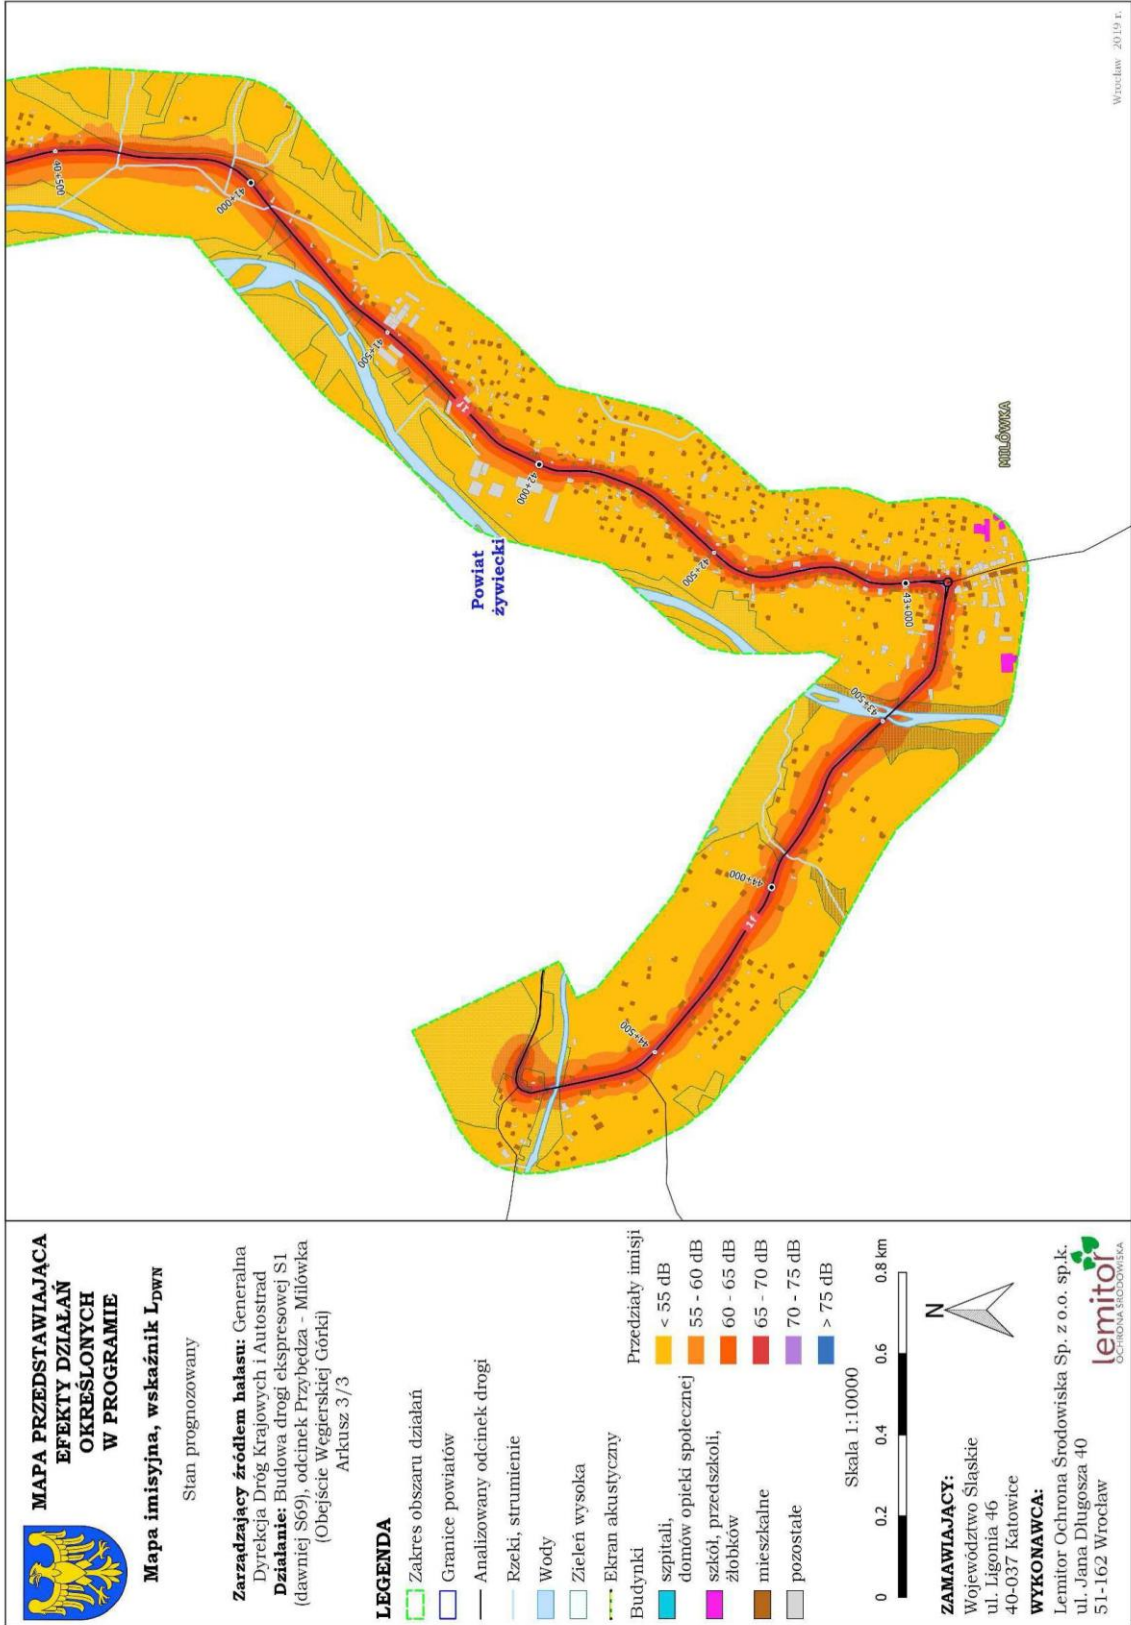 MAPA PRZEDSTAWIAJĄCA
EFEKTY DZIAŁAŃ
OKREŚLONYCH
W PROGRAMIE
Mapa imisyjna, wskaźnik LDWN
Stan prognozowany
Zarządzający źródłem hałasu: Generalna
Dyrekcja Dróg Krajowych i Autostrad
Działanie: Budowa drogi ekspresowej S1
(dawniej S69), odcinek Przybędza - Milówka
(Obejście Węgierskiej Górki)
Arkusz 3/3
LEGENDA
Zakres obszaru działań
Granice powiatów
Analizowany odcinek drogi
Rzeki, strumienie
Wody
Zieleń wysoka
Ekran akustyczny
Budynki
szpitali,
domów opieki społecznej
szkół, przedszkoli,
żłobków
mieszkalne
pozostałe
Przedziały imisji
< 55 dB
55 - 60 dB
60 - 65 dB
65 - 70 dB
70 - 75 dB
> 75 dB
Skala 1:10000
0 0.2 0.4 0.6 0.8 km
N
ZAMAWIAJĄCY:
Województwo Śląskie
ul. Ligonia 46
40-037 Katowice
WYKONAWCA:
Lemitor Ochrona Środowiska Sp. z o.o. sp.k.
ul. Jana Długosza 40
51-162 Wrocław
lemitor
OCHRONA ŚRODOWISKA
40+500
41+000
41+500
42+000
Powiat
żywiecki
42+500
43+000
MILÓWKA
43+500
44+000
44+500
Wrocław 2019 r.